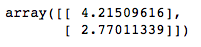 array([[ 4.21509616],
       [ 2.77011339]])